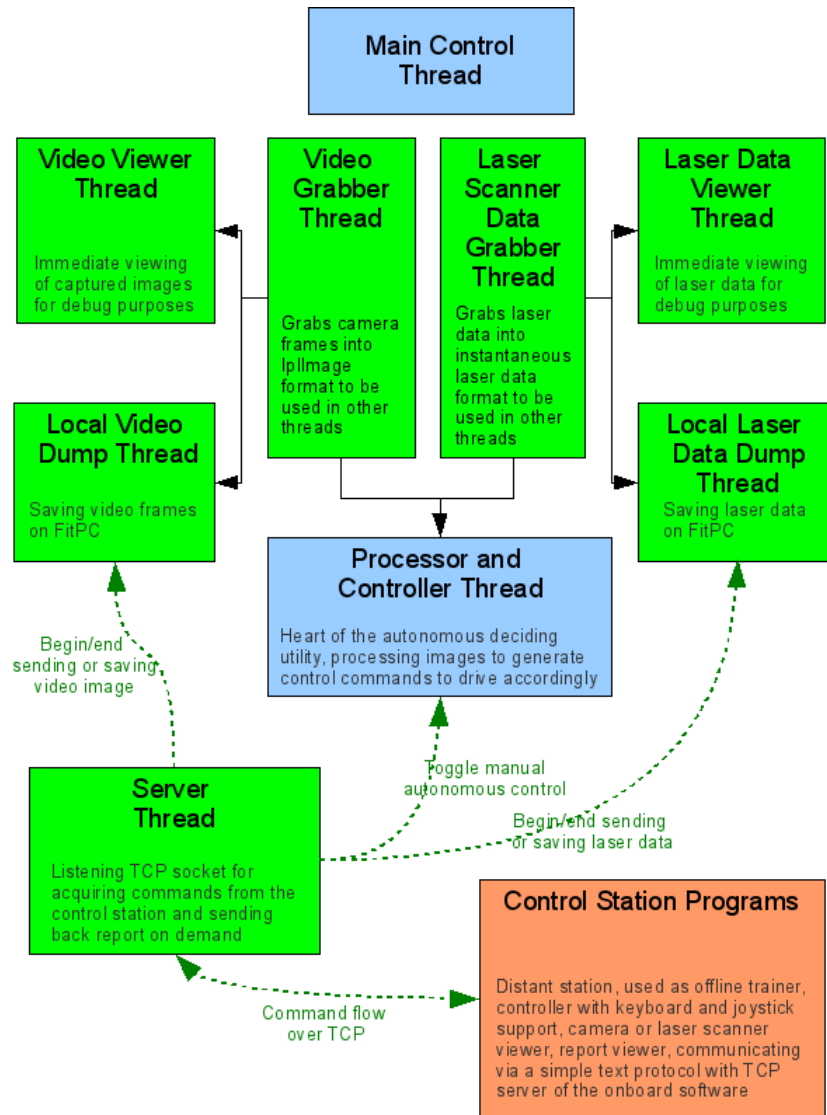 Main Control
Thread
Video Viewer
Thread
Immediate viewing
of captured images
for debug purposes
Video
Grabber
Thread
Grabs camera
frames into
IplImage
format to be
used in other
threads
Laser
Scanner
Data
Grabber
Thread
Grabs laser
data into
instantaneous
laser data
format to be
used in other
threads
Laser Data
Viewer
Thread
Immediate viewing
of laser data for
debug purposes
Local Video
Dump Thread
Saving video frames
on FitPC
Local Laser
Data Dump
Thread
Saving laser data
on FitPC
Processor and
Controller Thread
Heart of the autonomous deciding
utility, processing images to generate
control commands to drive accordingly
Begin/end
sending or saving
video image
Toggle manual
autonomous control
Begin/end sending
or saving laser data
Server
Thread
Listening TCP socket for
acquiring commands from the
control station and sending
back report on demand
Command flow
over TCP
Control Station Programs
Distant station, used as offline trainer,
controller with keyboard and joystick
support, camera or laser scanner
viewer, report viewer, communicating
via a simple text protocol with TCP
server of the onboard software